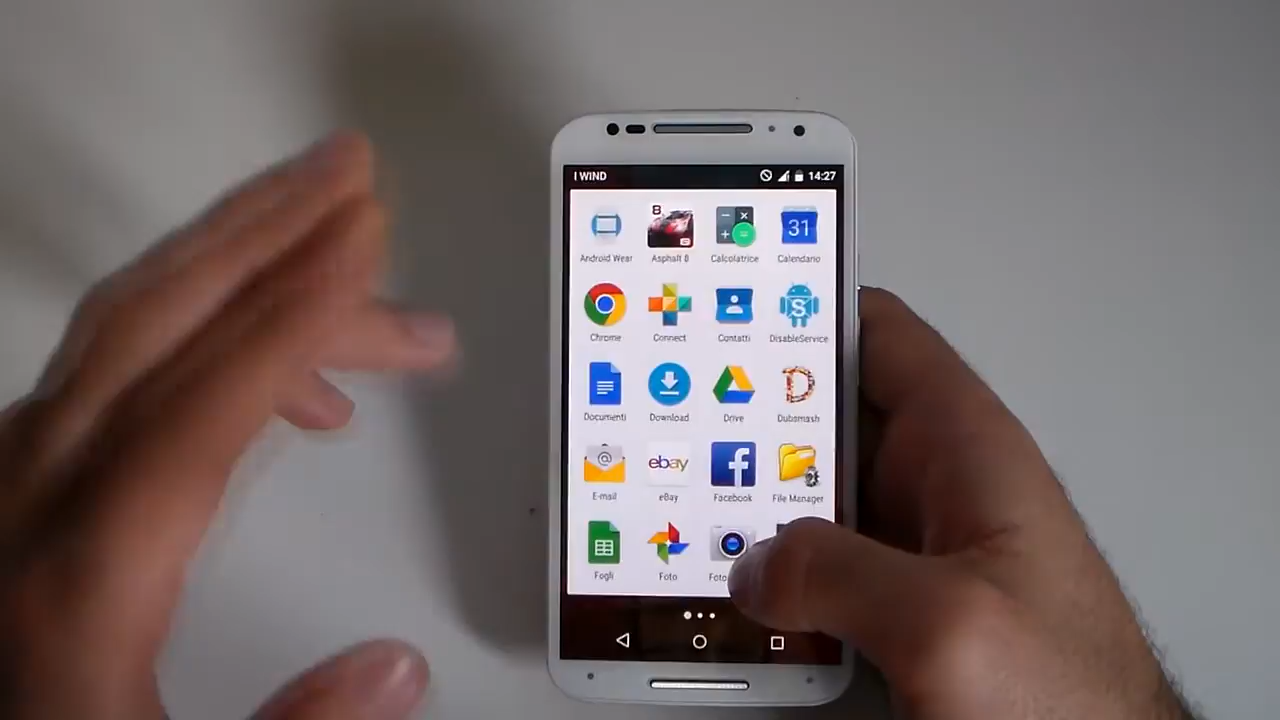 I WIND 14:27
31
Android Wear Asphalt 8 Calcolatrice Calendario
Chrome Connect Contatti DisableService
Documenti Download Drive Dubsmash
ebay
E-mail eBay Facebook File Manager
Fogli Foto